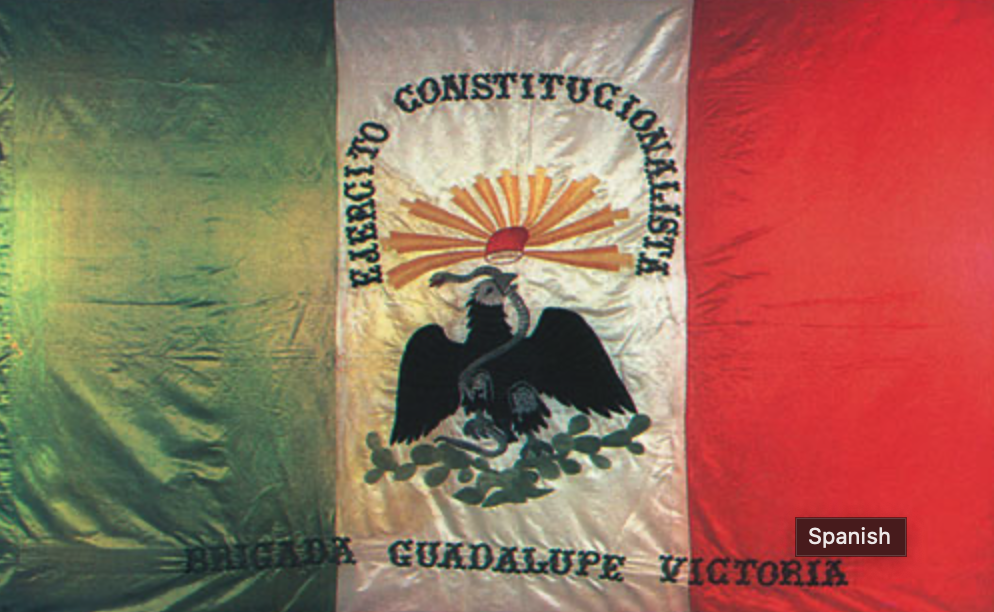 EJERCITO CONSTITUCIONALISTA
BRIGADA GUADALUPE VICTORIA
Spanish